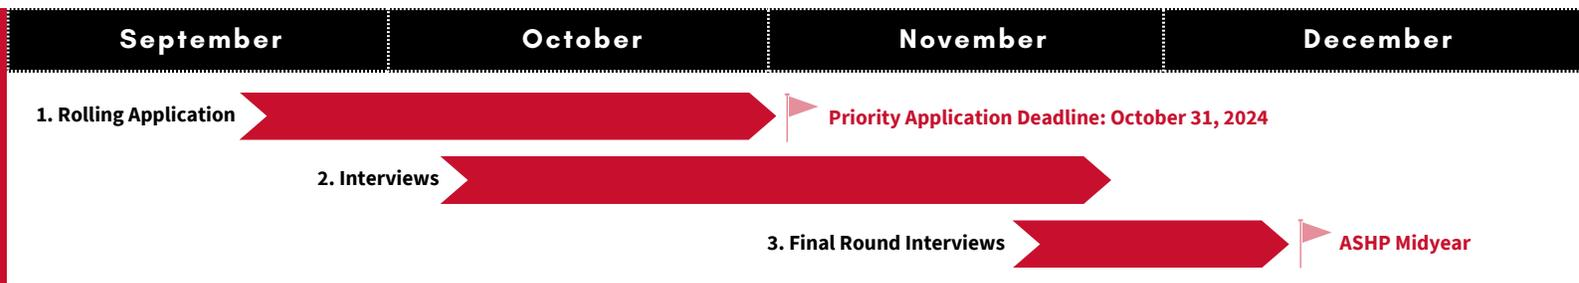 September
October
November
December
1. Rolling Application
Priority Application Deadline: October 31, 2024
2. Interviews
3. Final Round Interviews
ASHP Midyear